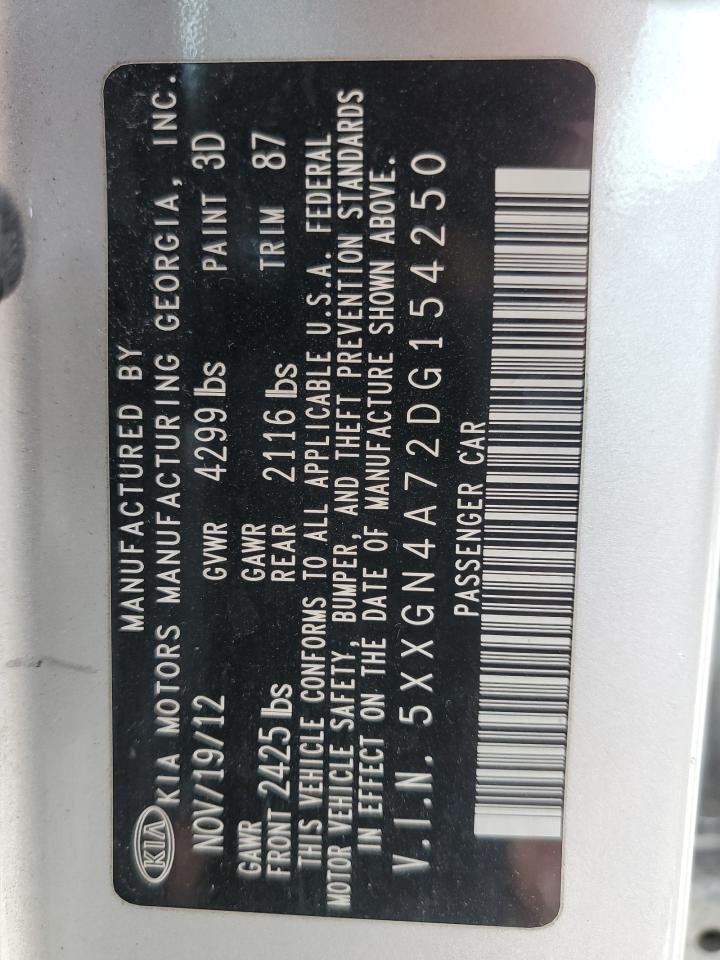 MANUFACTURED BY
KIA KIA MOTORS MANUFACTURING GEORGIA, INC.
NOV/19/12 GVWR 4299 lbs PAINT 3D
GAWR FRONT 2425 lbs GAWR REAR 2116 lbs TRIM 87
THIS VEHICLE CONFORMS TO ALL APPLICABLE U.S.A. FEDERAL
MOTOR VEHICLE SAFETY, BUMPER, AND THEFT PREVENTION STANDARDS
IN EFFECT ON THE DATE OF MANUFACTURE SHOWN ABOVE.
V.I.N. 5XXGN4A72DG154250
PASSENGER CAR